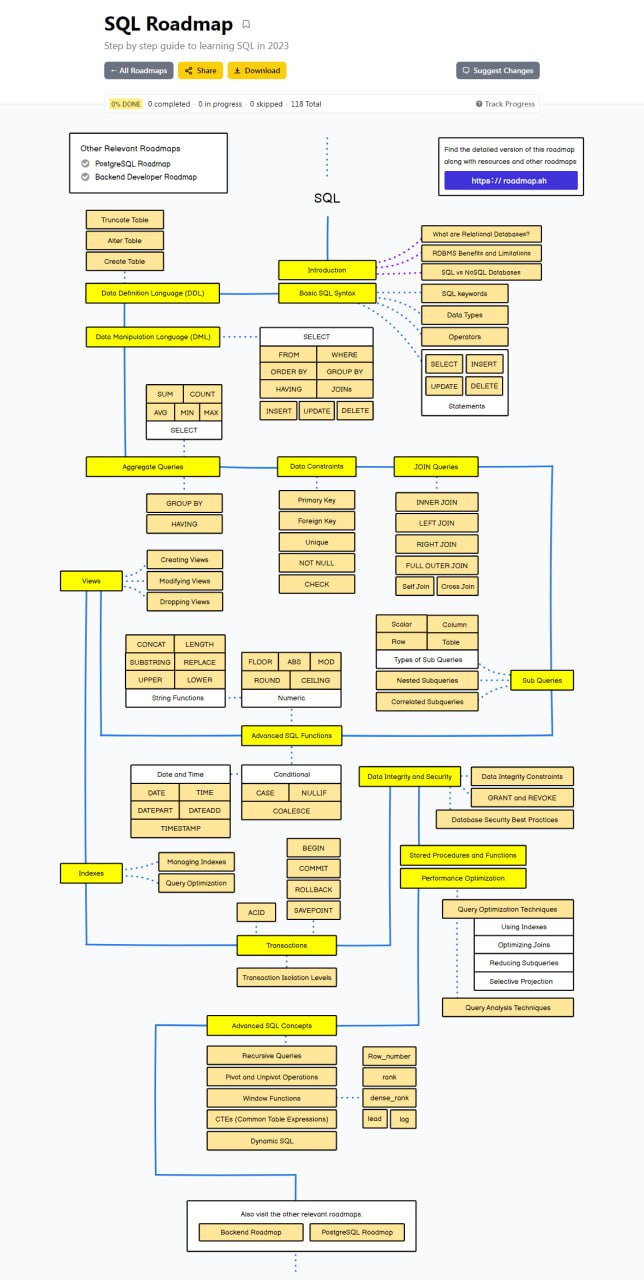 SQL Roadmap
Step by step guide to learning SQL in 2023
← All Roadmaps
Share
Download
Suggest Changes
0% DONE 0 completed · 0 in progress · 0 skipped · 118 Total
Track Progress
Other Relevant Roadmaps
PostgreSQL Roadmap
Backend Developer Roadmap
Find the detailed version of this roadmap
along with resources and other roadmaps
https:// roadmap.sh
SQL
Truncate Table
Alter Table
Create Table
Data Definition Language (DDL)
Introduction
Basic SQL Syntax
What are Relational Databases?
RDBMS Benefits and Limitations
SQL vs NoSQL Databases
SQL keywords
Data Types
Operators
SELECT INSERT
UPDATE DELETE
Statements
Data Manipulation Language (DML)
SELECT
FROM WHERE
ORDER BY GROUP BY
HAVING JOINs
INSERT UPDATE DELETE
SUM COUNT
AVG MIN MAX
SELECT
Aggregate Queries
GROUP BY
HAVING
Data Constraints
Primary Key
Foreign Key
Unique
NOT NULL
CHECK
JOIN Queries
INNER JOIN
LEFT JOIN
RIGHT JOIN
FULL OUTER JOIN
Self Join Cross Join
Views
Creating Views
Modifying Views
Dropping Views
Scalar Column
Row Table
Types of Sub Queries
Nested Subqueries
Correlated Subqueries
Sub Queries
CONCAT LENGTH
SUBSTRING REPLACE
UPPER LOWER
String Functions
FLOOR ABS MOD
ROUND CEILING
Numeric
Advanced SQL Functions
Date and Time
DATE TIME
DATEPART DATEADD
TIMESTAMP
Conditional
CASE NULLIF
COALESCE
Data Integrity and Security
Data Integrity Constraints
GRANT and REVOKE
Database Security Best Practices
Stored Procedures and Functions
Performance Optimization
Indexes
Managing Indexes
Query Optimization
BEGIN
COMMIT
ROLLBACK
SAVEPOINT
ACID
Transactions
Transaction Isolation Levels
Query Optimization Techniques
Using Indexes
Optimizing Joins
Reducing Subqueries
Selective Projection
Query Analysis Techniques
Advanced SQL Concepts
Recursive Queries
Pivot and Unpivot Operations
Window Functions
CTEs (Common Table Expressions)
Dynamic SQL
Row_number
rank
dense_rank
lead lag
Also visit the other relevant roadmaps.
Backend Roadmap
PostgreSQL Roadmap